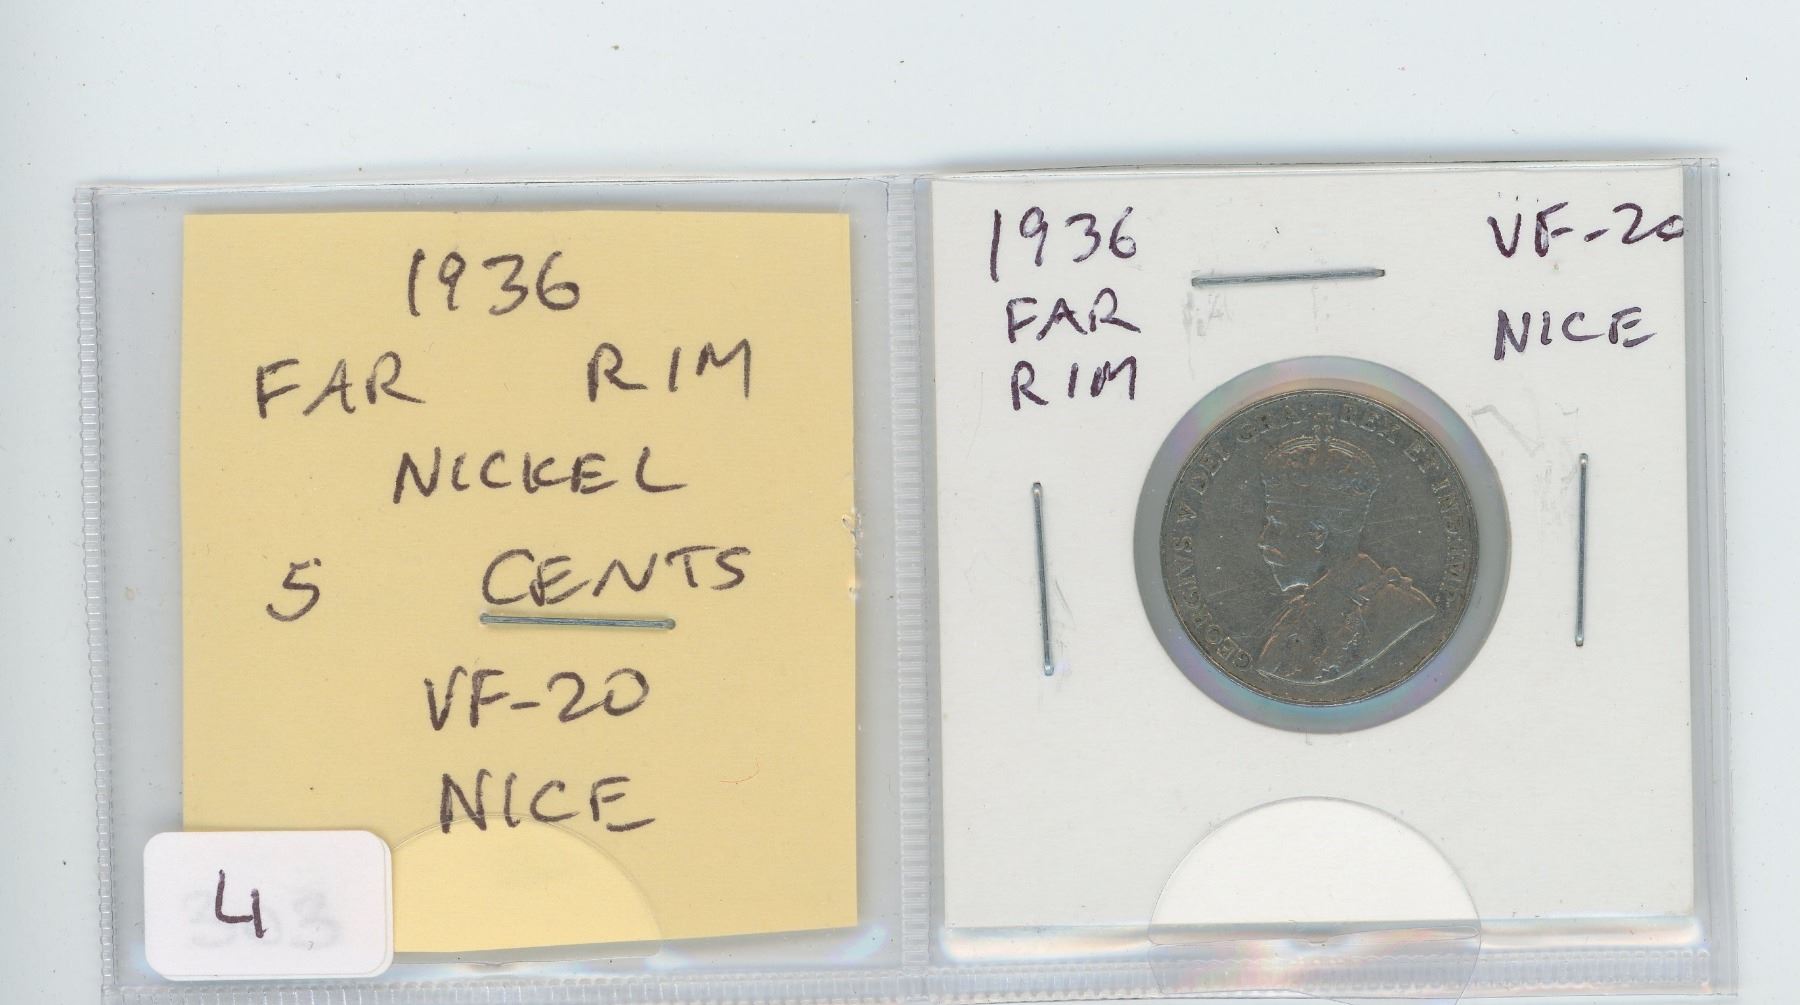 1936
FAR RIM
NICKEL
5 CENTS
VF-20
NICE
4
1936
FAR
RIM
VF-20
NICE
GEORGIVS V DEI GRA: REX ET IND:IMP: